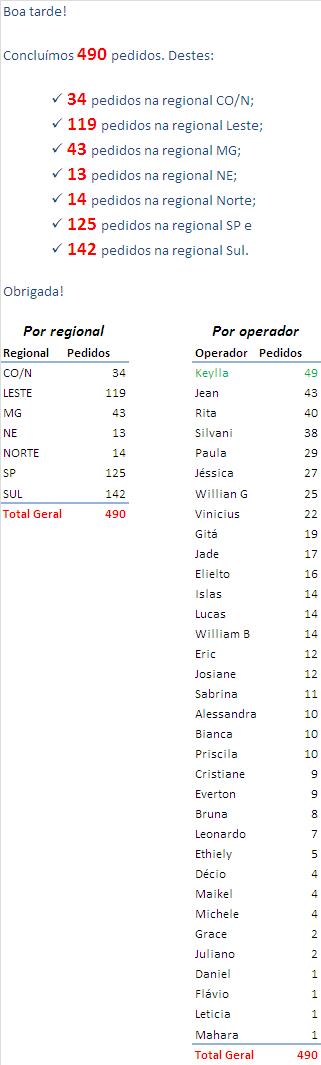 Boa tarde!
Concluímos 490 pedidos. Destes:
✓ 34 pedidos na regional CO/N;
✓ 119 pedidos na regional Leste;
✓ 43 pedidos na regional MG;
✓ 13 pedidos na regional NE;
✓ 14 pedidos na regional Norte;
✓ 125 pedidos na regional SP e
✓ 142 pedidos na regional Sul.
Obrigada!
Por regional
Regional Pedidos
CO/N 34
LESTE 119
MG 43
NE 13
NORTE 14
SP 125
SUL 142
Total Geral 490
Por operador
Operador Pedidos
Keylla 49
Jean 43
Rita 40
Silvani 38
Paula 29
Jéssica 27
Willian G 25
Vinicius 22
Gitá 19
Jade 17
Elielto 16
Islas 14
Lucas 14
William B 14
Eric 12
Josiane 12
Sabrina 11
Alessandra 10
Bianca 10
Priscila 10
Cristiane 9
Everton 9
Bruna 8
Leonardo 7
Ethiely 5
Décio 4
Maikel 4
Michele 4
Grace 2
Juliano 2
Daniel 1
Flávio 1
Leticia 1
Mahara 1
Total Geral 490